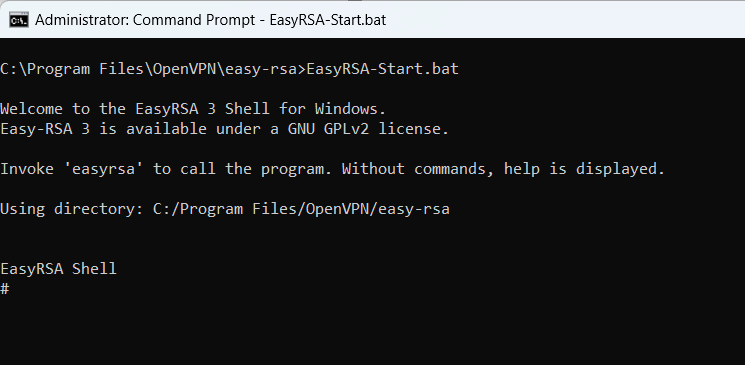 Administrator: Command Prompt - EasyRSA-Start.bat
C:\Program Files\OpenVPN\easy-rsa>EasyRSA-Start.bat
Welcome to the EasyRSA 3 Shell for Windows.
Easy-RSA 3 is available under a GNU GPLv2 license.
Invoke 'easyrsa' to call the program. Without commands, help is displayed.
Using directory: C:/Program Files/OpenVPN/easy-rsa
EasyRSA Shell
#